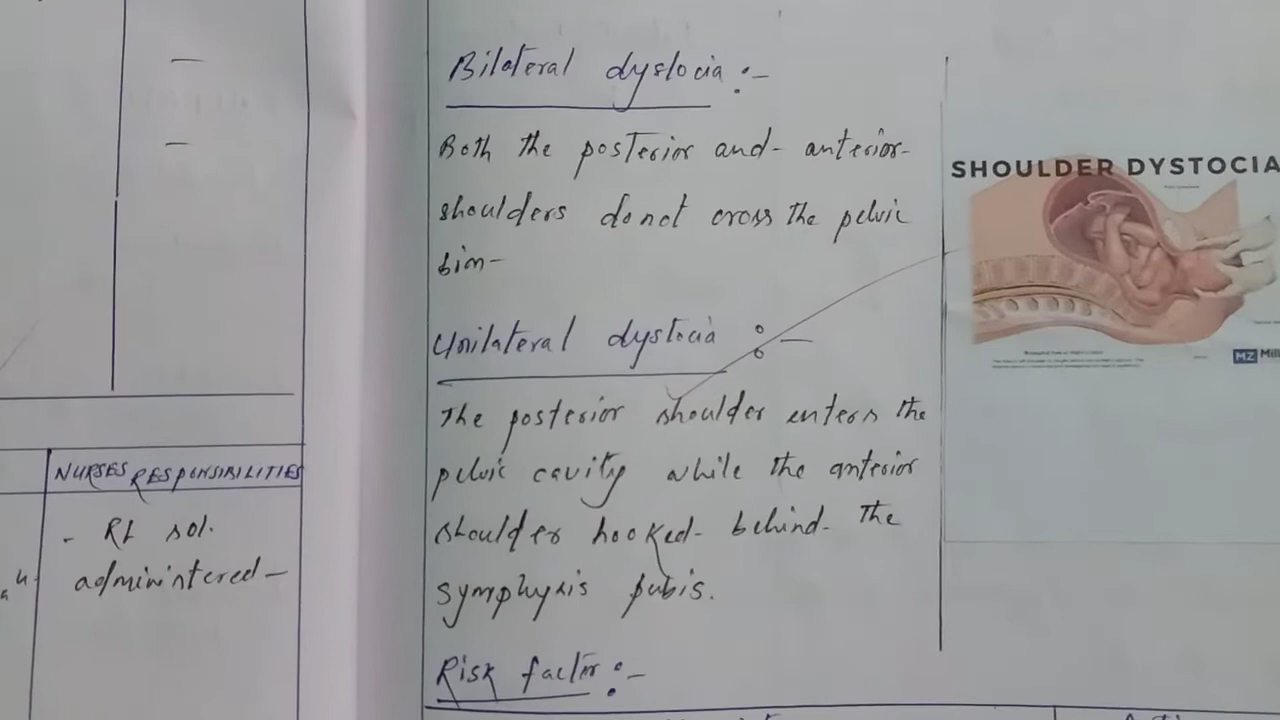 NURSES RESPONSIBILITIES
- RL sol.
administered-
Bilateral dystocia :-
Both the posterior and- anterior-
shoulders donot cross the pelvic
bim-
Unilateral dystocia :-
The posterior shoulder enters the
pelvic cavity while the anterior
shoulder hooked- behind- the
symphysis pubis.
Risk factor :-
SHOULDER DYSTOCIA
MZ Mill